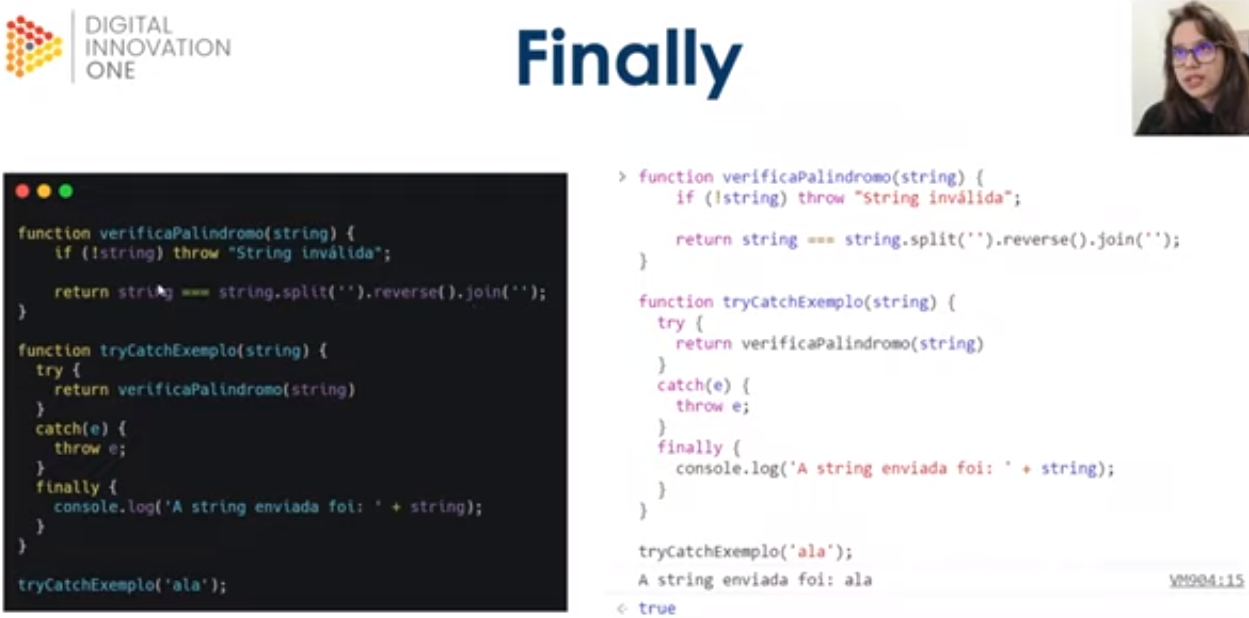 DIGITAL
INNOVATION
ONE
Finally
function verificaPalindromo(string) {
    if (!string) throw "String inválida";
    return string === string.split('').reverse().join('');
}
function tryCatchExemplo(string) {
  try {
    return verificaPalindromo(string)
  }
  catch(e) {
    throw e;
  }
  finally {
    console.log('A string enviada foi: ' + string);
  }
}
tryCatchExemplo('ala');
> function verificaPalindromo(string) {
    if (!string) throw "String inválida";
    return string === string.split('').reverse().join('');
}
function tryCatchExemplo(string) {
  try {
    return verificaPalindromo(string)
  }
  catch(e) {
    throw e;
  }
  finally {
    console.log('A string enviada foi: ' + string);
  }
}
tryCatchExemplo('ala');
A string enviada foi: ala VM904:15
< true